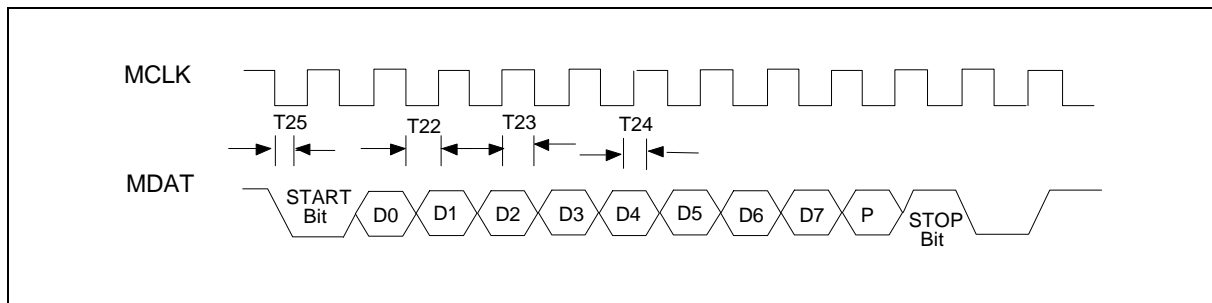 MCLK
T25 T22 T23 T24
MDAT
START
Bit
D0 D1 D2 D3 D4 D5 D6 D7 P
STOP
Bit